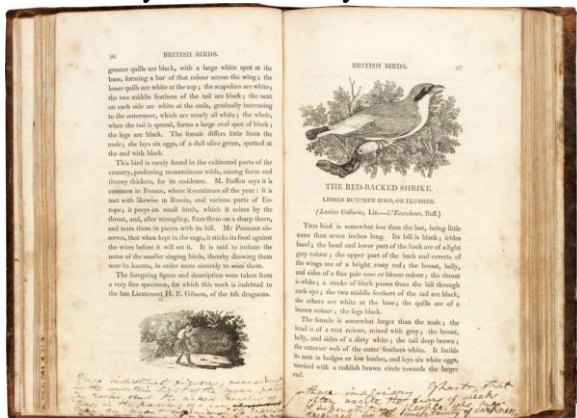 96 BRITISH BIRDS.
greater quills are black, with a large white spot at the
base, forming a bar of that colour across the wing; the
lesser quills are white at the top; the scapulars are white;
the two middle feathers of the tail are black; the next
on each side are white at the ends, gradually increasing
to the outermost, which are nearly all white; the whole,
when the tail is spread, forms a large oval spot of black;
the legs are black. The female differs little from the
male; she lays six eggs, of a dull olive green, spotted at
the end with black.
This bird is rarely found in the cultivated parts of the
country, preferring mountainous wilds, among furze and
thorny thickets, for its residence. M. Buffon says it is
common in France, where it continues all the year: it is
met with likewise in Russia, and various parts of Eu-
rope; it preys on small birds, which it seizes by the
throat, and, after strangling, fixes them on a sharp thorn,
and tears them in pieces with its bill. Mr Pennant ob-
serves, that when kept in the cage, it sticks its food against
the wires before it will eat it. It is said to imitate the
notes of the smaller singing birds, thereby drawing them
near its haunts, in order more securely to seize them.
The foregoing figure and description were taken from
a very fine specimen, for which this work is indebted to
the late Lieutenant H. F. Gibson, of the 4th dragoons.
BRITISH BIRDS. 97
THE RED-BACKED SHRIKE.
LESSER BUTCHER BIRD, OR FLUSHER.
(Lanius Collurio, Lin.—L'Ecorcheur, Buff.)
THIS bird is somewhat less than the last, being little
more than seven inches long. Its bill is black; irides
hazel; the head and lower part of the back are of a light
grey colour; the upper part of the back and coverts of
the wings are of a bright rusty red; the breast, belly,
and sides of a fine pale rose or bloom colour; the throat
is white; a stroke of black passes from the bill through
each eye; the two middle feathers of the tail are black,
the others are white at the base; the quills are of a
brown colour; the legs black.
The female is somewhat larger than the male; the
head is of a rust colour, mixed with grey; the breast,
belly, and sides of a dirty white; the tail deep brown;
the exterior web of the outer feathers white. It builds
its nest in hedges or low bushes, and lays six white eggs,
marked with a reddish brown circle towards the larger
end.
those imaginary Ghosts that
often assails the fears of weak